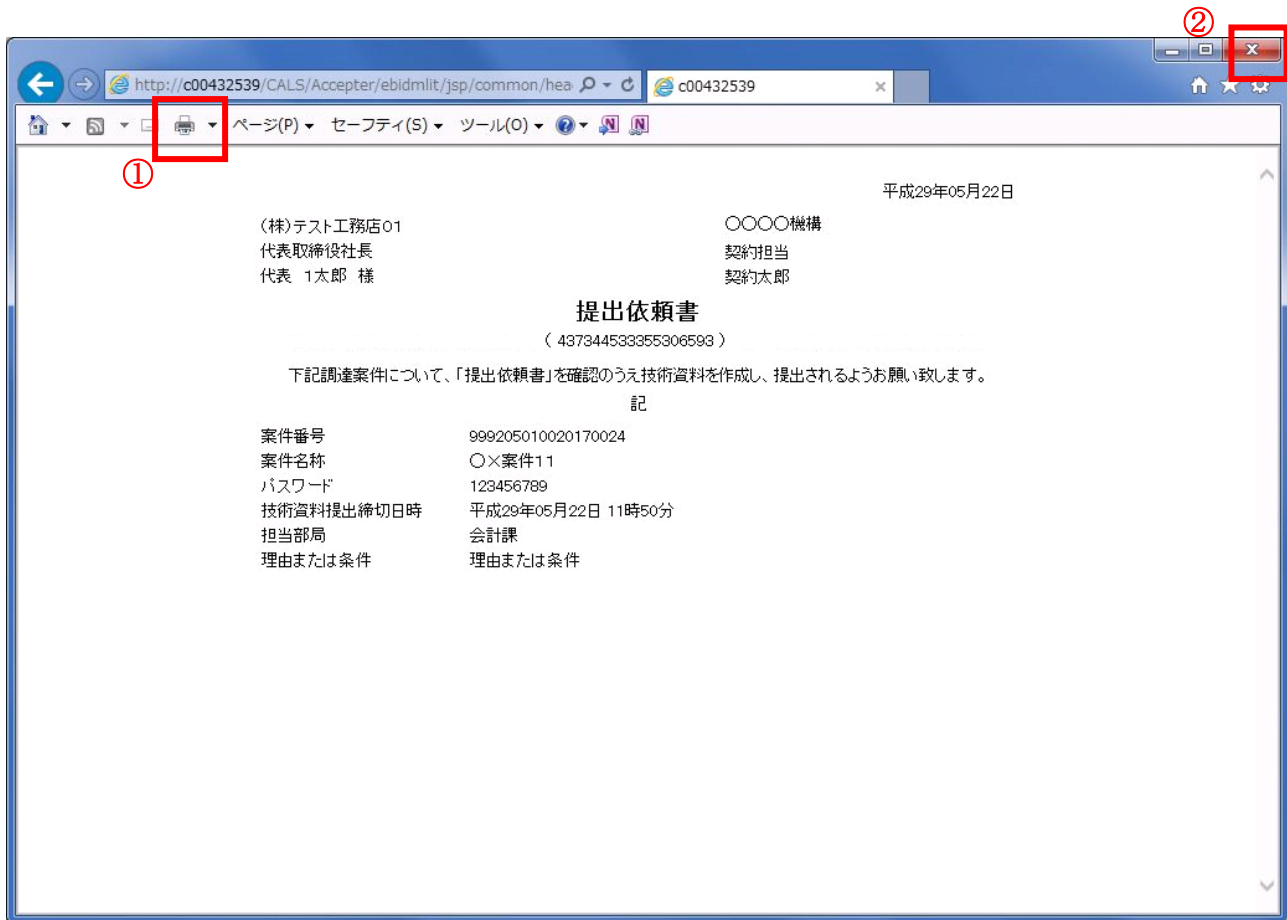 ②
http://c00432539/CALS/Accepter/ebidmlit/jsp/common/hea
c00432539
ページ(P) セーフティ(S) ツール(O)
①
平成29年05月22日
(株)テスト工務店01
○○○○機構
代表取締役社長
契約担当
代表 1太郎 様
契約太郎
提出依頼書
( 437344533355306593 )
下記調達案件について、「提出依頼書」を確認のうえ技術資料を作成し、提出されるようお願い致します。
記
案件番号 999205010020170024
案件名称 ○×案件11
パスワード 123456789
技術資料提出締切日時 平成29年05月22日 11時50分
担当部局 会計課
理由または条件 理由または条件